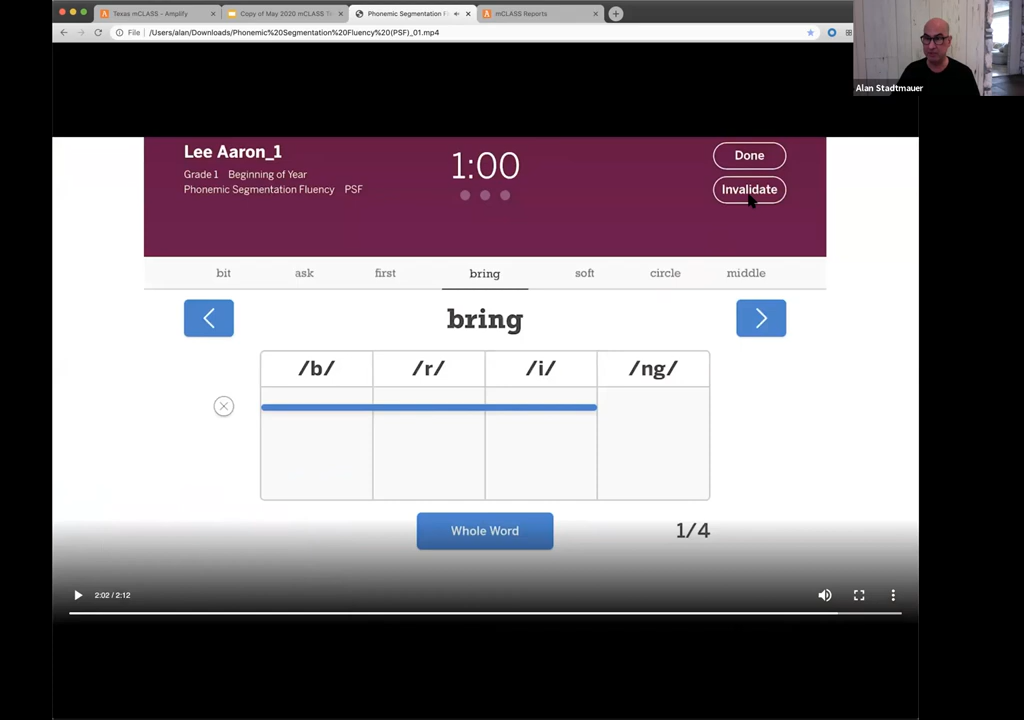 Texas mCLASS - Amplify
Copy of May 2020 mCLASS T
Phonemic Segmentation F
mCLASS Reports
File
/Users/alan/Downloads/Phonemic%20Segmentation%20Fluency%20(PSF)_01.mp4
Alan Stadtmauer
Lee Aaron_1
Grade 1 Beginning of Year
Phonemic Segmentation Fluency PSF
1:00
Done
Invalidate
bit ask first bring soft circle middle
bring
/b/ /r/ /i/ /ng/
Whole Word
1/4
2:02 / 2:12